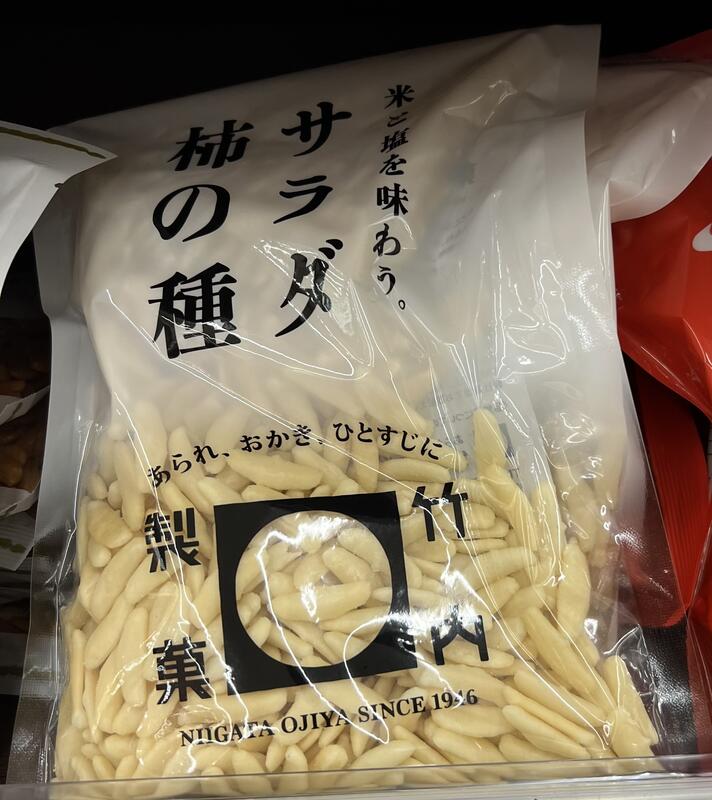 米と塩を味わう。
サラダ
柿の種
あられ、おかき、ひとすじに
竹内
製菓
NIIGATA OJIYA SINCE 1946